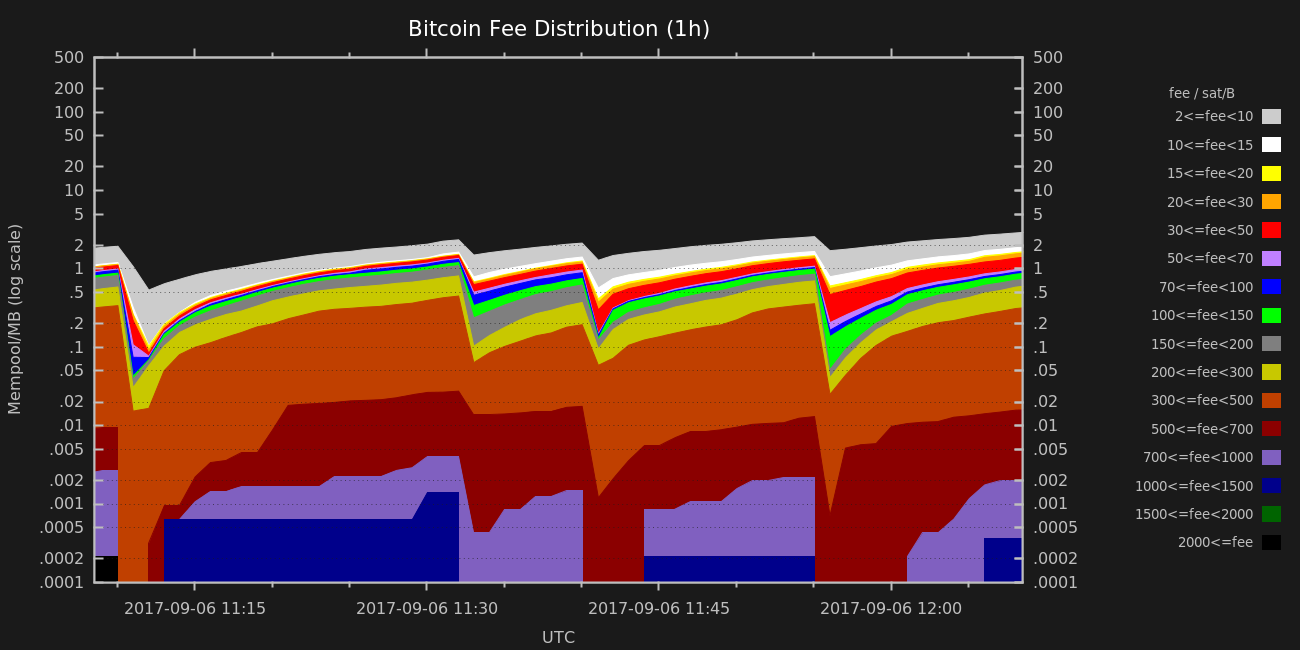 Bitcoin Fee Distribution (1h)
500 500
200 200
100 100
50 50
20 20
10 10
5 5
2 2
1 1
.5 .5
.2 .2
.1 .1
.05 .05
.02 .02
.01 .01
.005 .005
.002 .002
.001 .001
.0005 .0005
.0002 .0002
.0001 .0001
Mempool/MB (log scale)
2017-09-06 11:15 2017-09-06 11:30 2017-09-06 11:45 2017-09-06 12:00
UTC
fee / sat/B
2<=fee<10
10<=fee<15
15<=fee<20
20<=fee<30
30<=fee<50
50<=fee<70
70<=fee<100
100<=fee<150
150<=fee<200
200<=fee<300
300<=fee<500
500<=fee<700
700<=fee<1000
1000<=fee<1500
1500<=fee<2000
2000<=fee